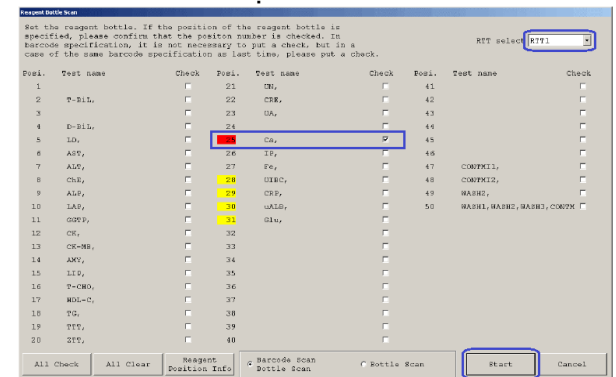 Reagent Bottle Scan
Set the reagent bottle. If the position of the reagent bottle is
specified, please confirm that the positon number is checked. In
barcode specification, it is not necessary to put a check, but in a
case of the same barcode specification as last time, please put a check.
RTT select RTT1
Posi. Test name Check Posi. Test name Check Posi. Test name Check
1 21 UN, 41
2 T-BiL, 22 CRE, 42
3 23 UA, 43
4 D-BiL, 24 44
5 LD, 25 Ca, 45
6 AST, 26 IP, 46
7 ALT, 27 Fe, 47 CONTMI1,
8 ChE, 28 UIBC, 48 CONTMI2,
9 ALP, 29 CRP, 49 WASH2,
10 LAP, 30 uALB, 50 WASH1,WASH2,WASH3,CONTM
11 GGTP, 31 Glu,
12 CK, 32
13 CK-MB, 33
14 AMY, 34
15 LIP, 35
16 T-CHO, 36
17 HDL-C, 37
18 TG, 38
19 TTT, 39
20 ZTT, 40
All Check All Clear Reagent Position Info Barcode Scan Bottle Scan Bottle Scan Start Cancel